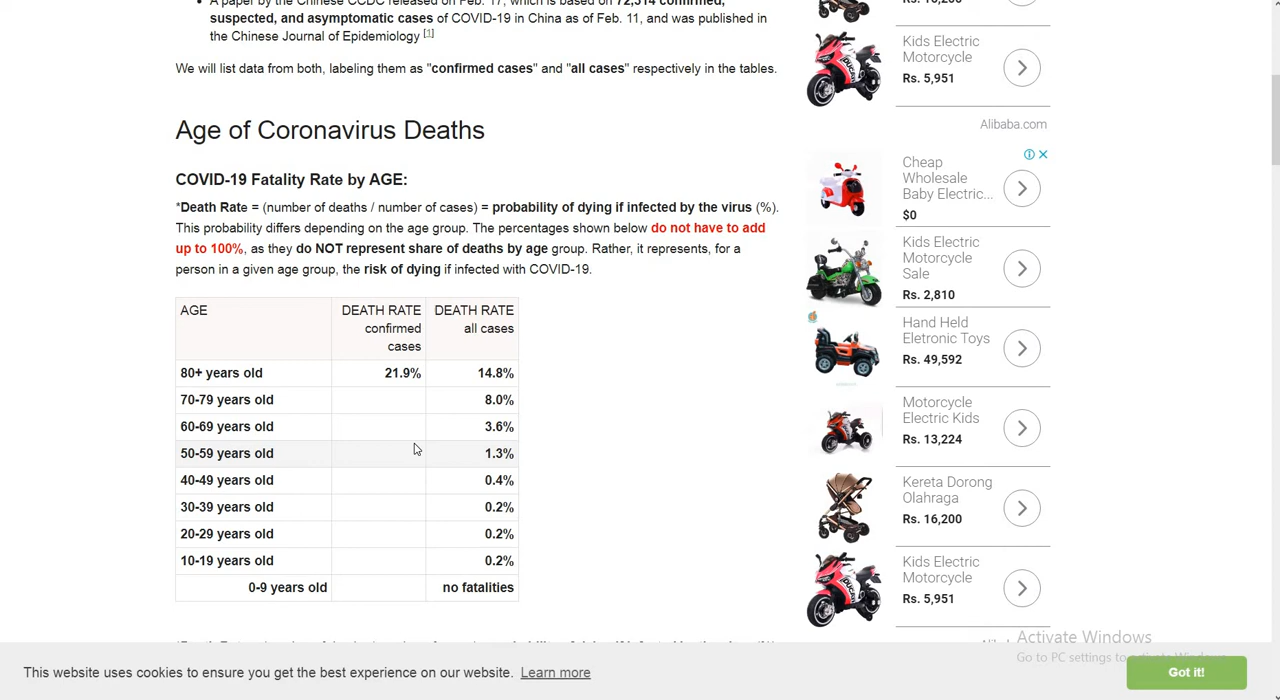 A paper by the Chinese CCDC released on Feb. 17, which is based on 72,314 confirmed,
suspected, and asymptomatic cases of COVID-19 in China as of Feb. 11, and was published in
the Chinese Journal of Epidemiology [1]
We will list data from both, labeling them as "confirmed cases" and "all cases" respectively in the tables.
Age of Coronavirus Deaths
COVID-19 Fatality Rate by AGE:
*Death Rate = (number of deaths / number of cases) = probability of dying if infected by the virus (%).
This probability differs depending on the age group. The percentages shown below do not have to add
up to 100%, as they do NOT represent share of deaths by age group. Rather, it represents, for a
person in a given age group, the risk of dying if infected with COVID-19.
AGE
DEATH RATE
confirmed
cases
DEATH RATE
all cases
80+ years old 21.9% 14.8%
70-79 years old 8.0%
60-69 years old 3.6%
50-59 years old 1.3%
40-49 years old 0.4%
30-39 years old 0.2%
20-29 years old 0.2%
10-19 years old 0.2%
0-9 years old no fatalities
Kids Electric
Motorcycle
Rs. 5,951
Alibaba.com
Cheap
Wholesale
Baby Electric...
$0
Kids Electric
Motorcycle
Sale
Rs. 2,810
Hand Held
Eletronic Toys
Rs. 49,592
Motorcycle
Electric Kids
Rs. 13,224
Kereta Dorong
Olahraga
Rs. 16,200
Kids Electric
Motorcycle
Rs. 5,951
Activate Windows
Go to PC settings to activate Windows.
This website uses cookies to ensure you get the best experience on our website. Learn more
Got it!